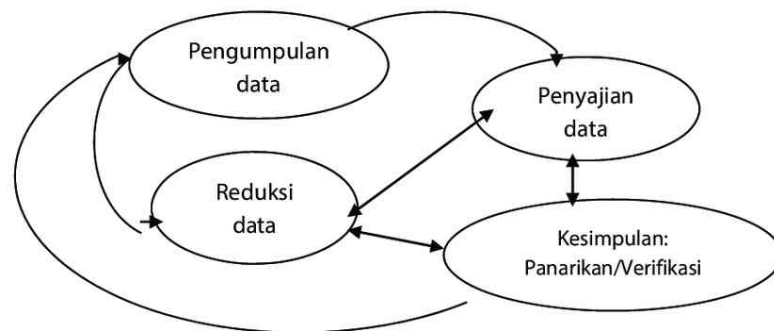 Pengumpulan
data
Penyajian
data
Reduksi
data
Kesimpulan:
Panarikan/Verifikasi